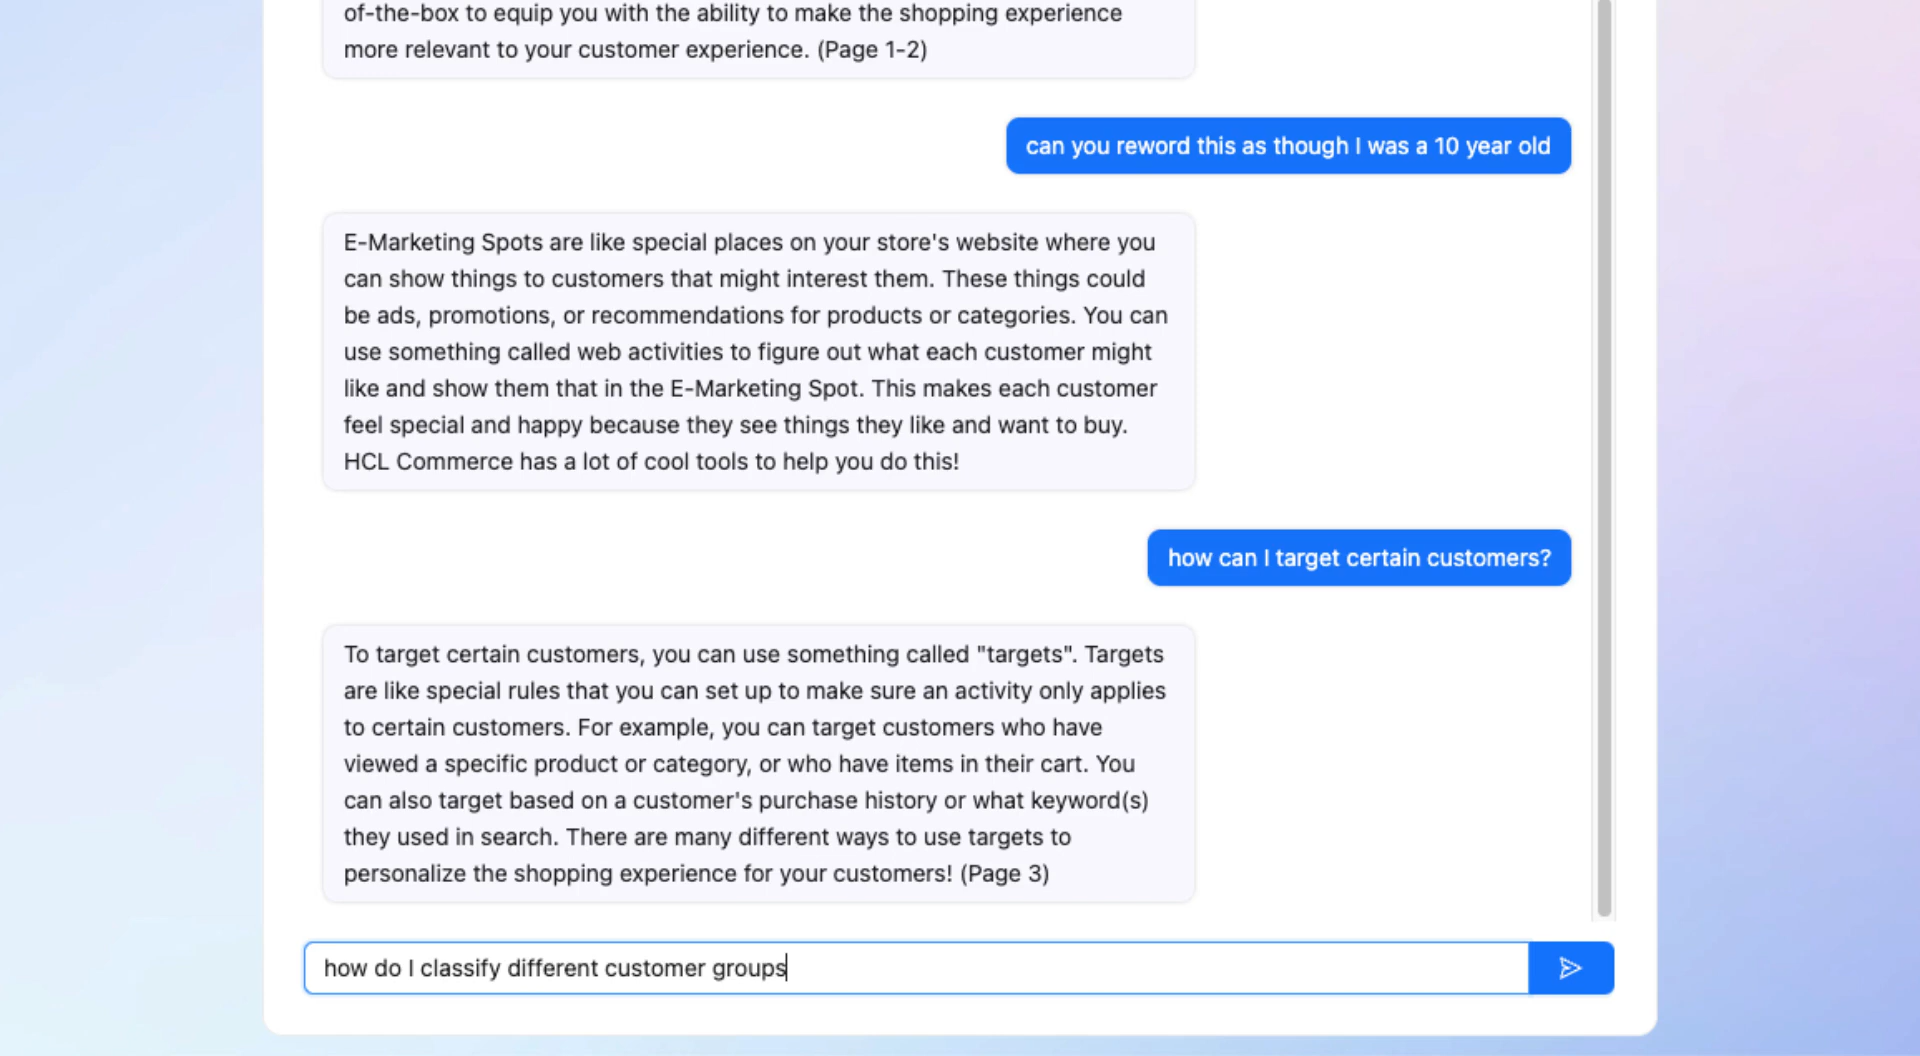 of-the-box to equip you with the ability to make the shopping experience
more relevant to your customer experience. (Page 1-2)
can you reword this as though I was a 10 year old
E-Marketing Spots are like special places on your store's website where you
can show things to customers that might interest them. These things could
be ads, promotions, or recommendations for products or categories. You can
use something called web activities to figure out what each customer might
like and show them that in the E-Marketing Spot. This makes each customer
feel special and happy because they see things they like and want to buy.
HCL Commerce has a lot of cool tools to help you do this!
how can I target certain customers?
To target certain customers, you can use something called "targets". Targets
are like special rules that you can set up to make sure an activity only applies
to certain customers. For example, you can target customers who have
viewed a specific product or category, or who have items in their cart. You
can also target based on a customer's purchase history or what keyword(s)
they used in search. There are many different ways to use targets to
personalize the shopping experience for your customers! (Page 3)
how do I classify different customer groups